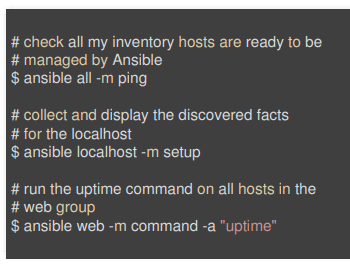 # check all my inventory hosts are ready to be
# managed by Ansible
$ ansible all -m ping
# collect and display the discovered facts
# for the localhost
$ ansible localhost -m setup
# run the uptime command on all hosts in the
# web group
$ ansible web -m command -a "uptime"